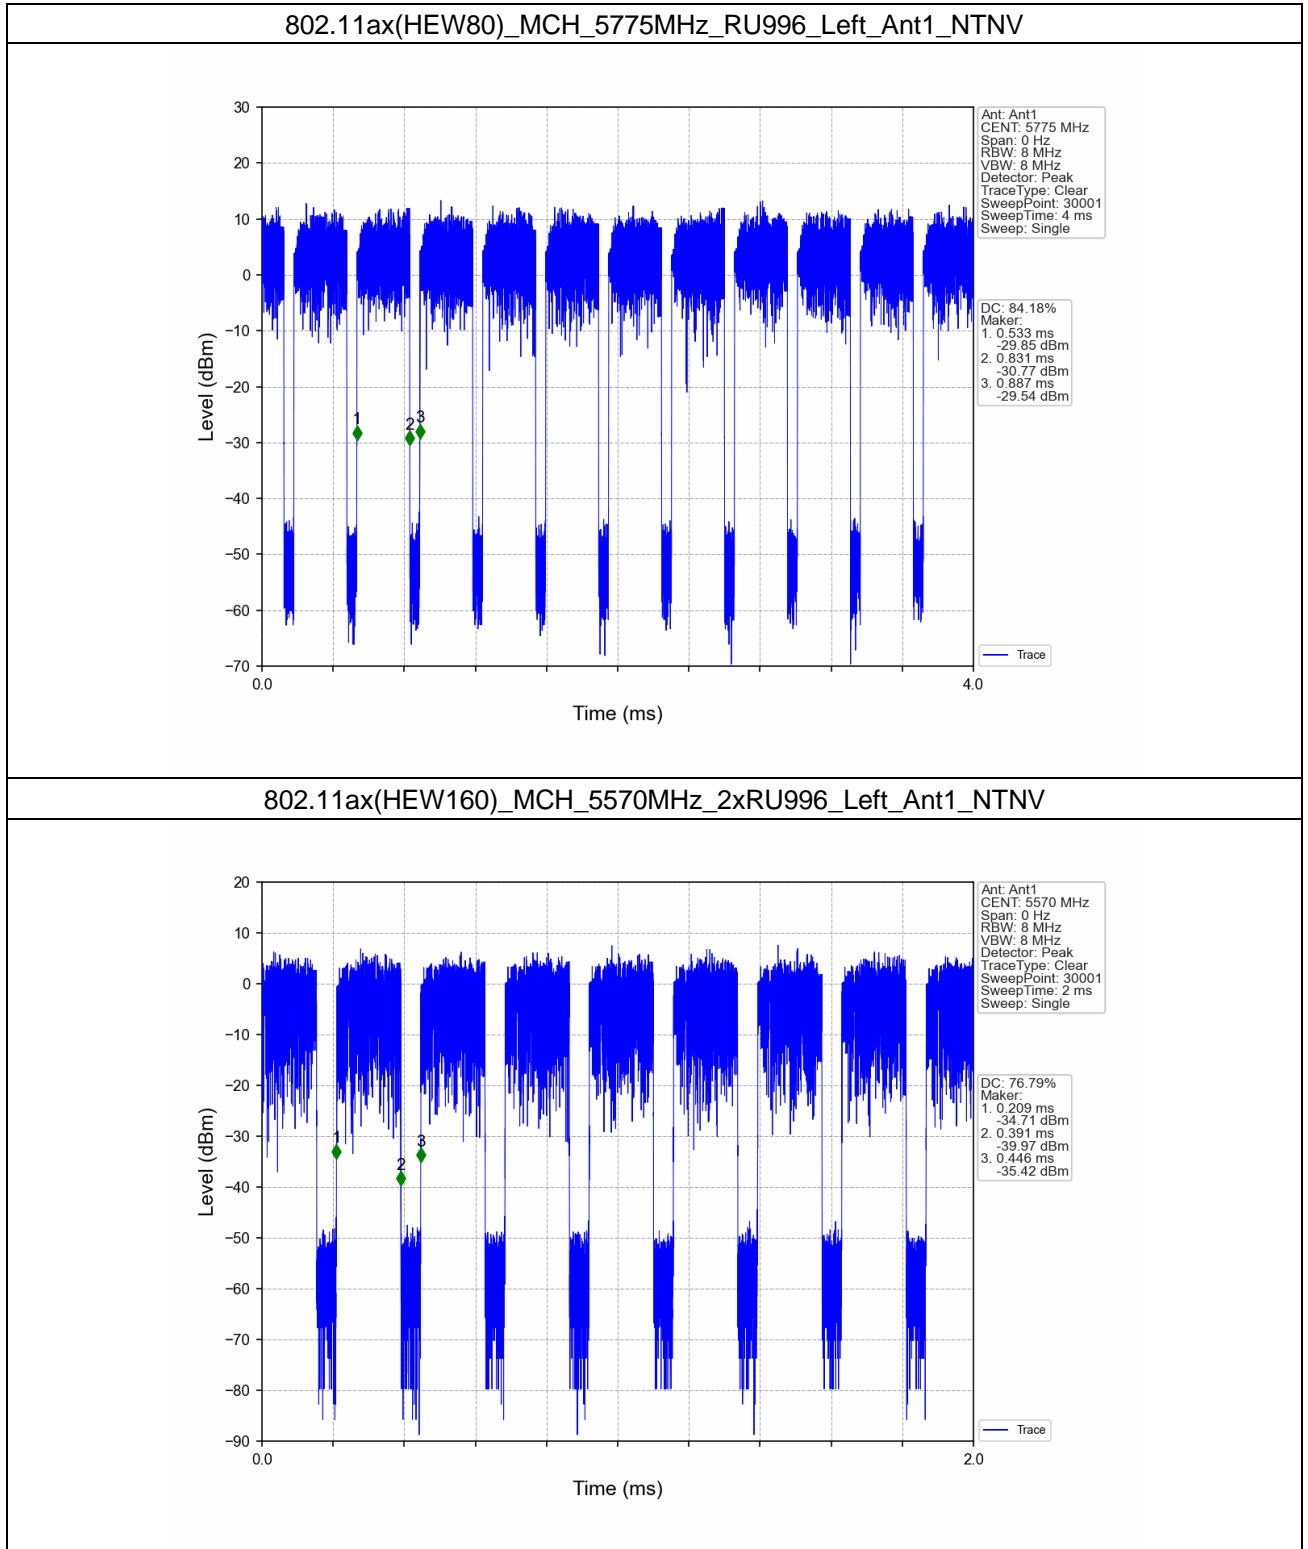 802.11ax(HEW80)_MCH_5775MHz_RU996_Left_Ant1_NTNV
30
20
10
0
−10
−20
−30
−40
−50
−60
−70
Level (dBm)
0.0
4.0
Time (ms)
1
2
3
Ant: Ant1
CENT: 5775 MHz
Span: 0 Hz
RBW: 8 MHz
VBW: 8 MHz
Detector: Peak
TraceType: Clear
SweepPoint: 30001
SweepTime: 4 ms
Sweep: Single
DC: 84.18%
Maker:
1. 0.533 ms
-29.85 dBm
2. 0.831 ms
-30.77 dBm
3. 0.887 ms
-29.54 dBm
Trace
802.11ax(HEW160)_MCH_5570MHz_2xRU996_Left_Ant1_NTNV
20
10
0
−10
−20
−30
−40
−50
−60
−70
−80
−90
Level (dBm)
0.0
2.0
Time (ms)
1
2
3
Ant: Ant1
CENT: 5570 MHz
Span: 0 Hz
RBW: 8 MHz
VBW: 8 MHz
Detector: Peak
TraceType: Clear
SweepPoint: 30001
SweepTime: 2 ms
Sweep: Single
DC: 76.79%
Maker:
1. 0.209 ms
-34.71 dBm
2. 0.391 ms
-39.97 dBm
3. 0.446 ms
-35.42 dBm
Trace